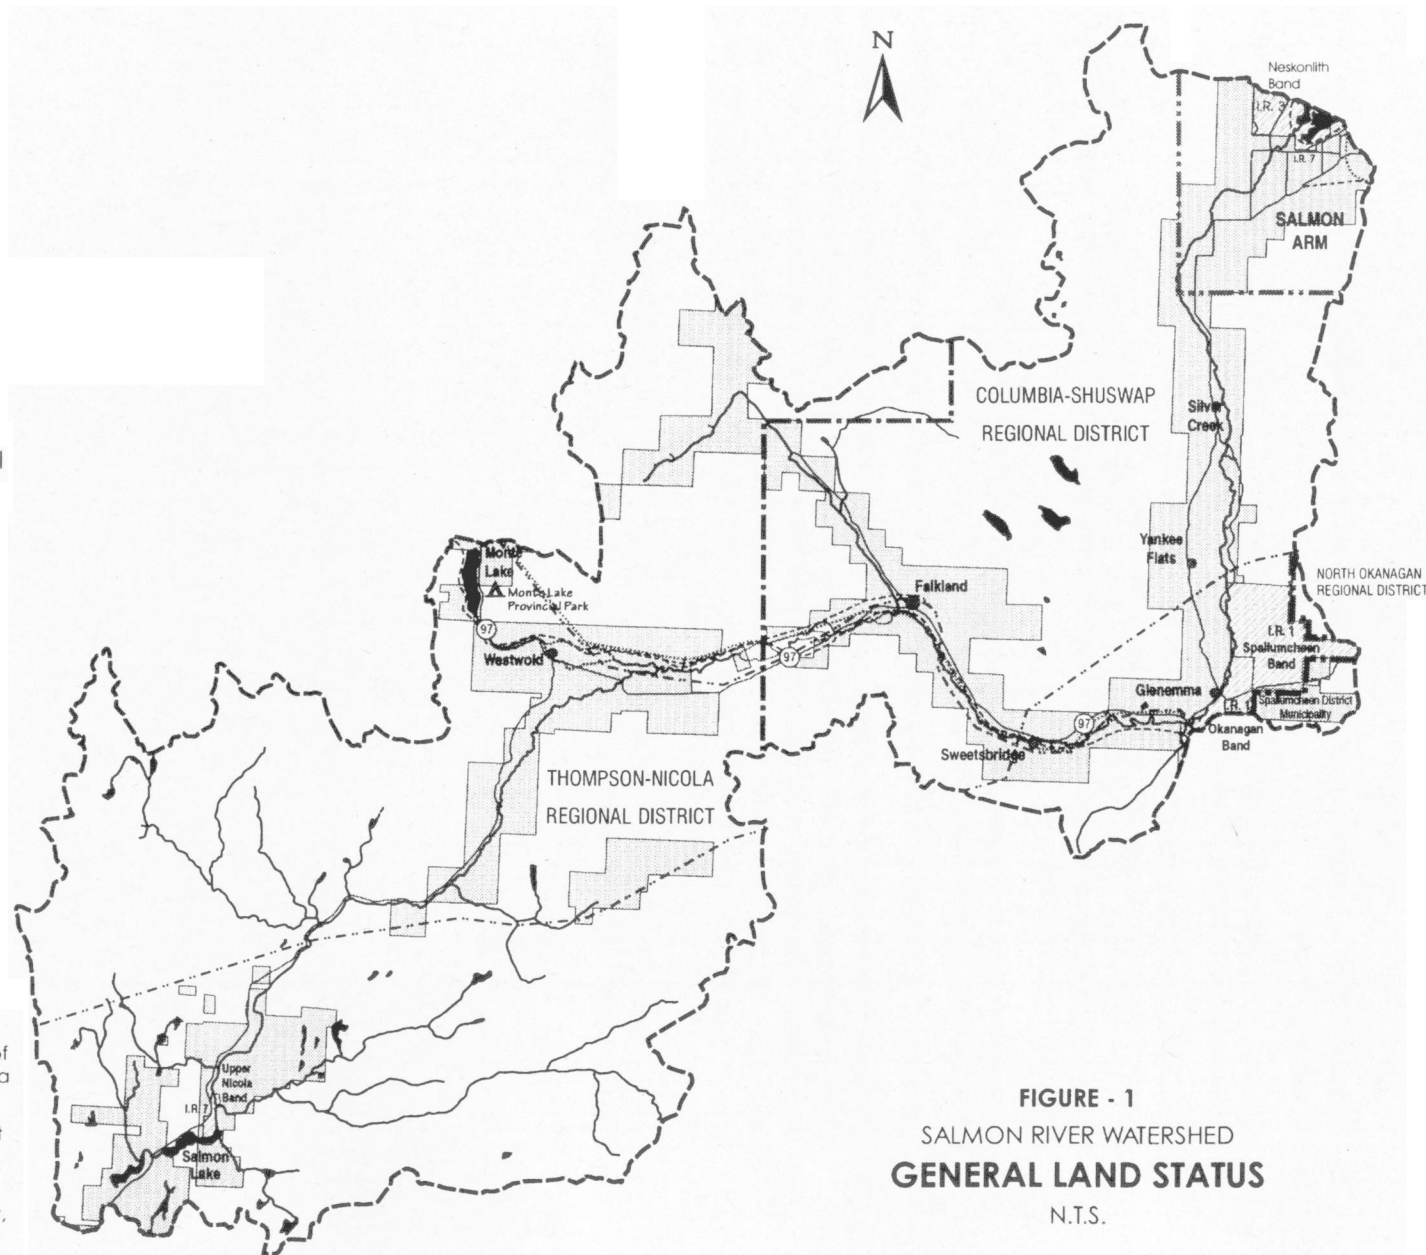 N
Neskonlith
Band
I.R. 3
I.R. 7
SALMON
ARM
COLUMBIA-SHUSWAP
REGIONAL DISTRICT
Silver
Creek
Monte
Lake
Monte Lake
Provincial Park
Yankee
Flats
NORTH OKANAGAN
REGIONAL DISTRICT
Falkland
97
97
Westwold
I.R. 1
Spallumcheen
Band
Glenemma
I.R. 1
Spallumcheen District
Municipality
97
Okanagan
Band
Sweetsbridge
THOMPSON-NICOLA
REGIONAL DISTRICT
of
a
Upper
Nicola
Band
I.R. 7
Salmon
Lake
FIGURE - 1
SALMON RIVER WATERSHED
GENERAL LAND STATUS
N.T.S.